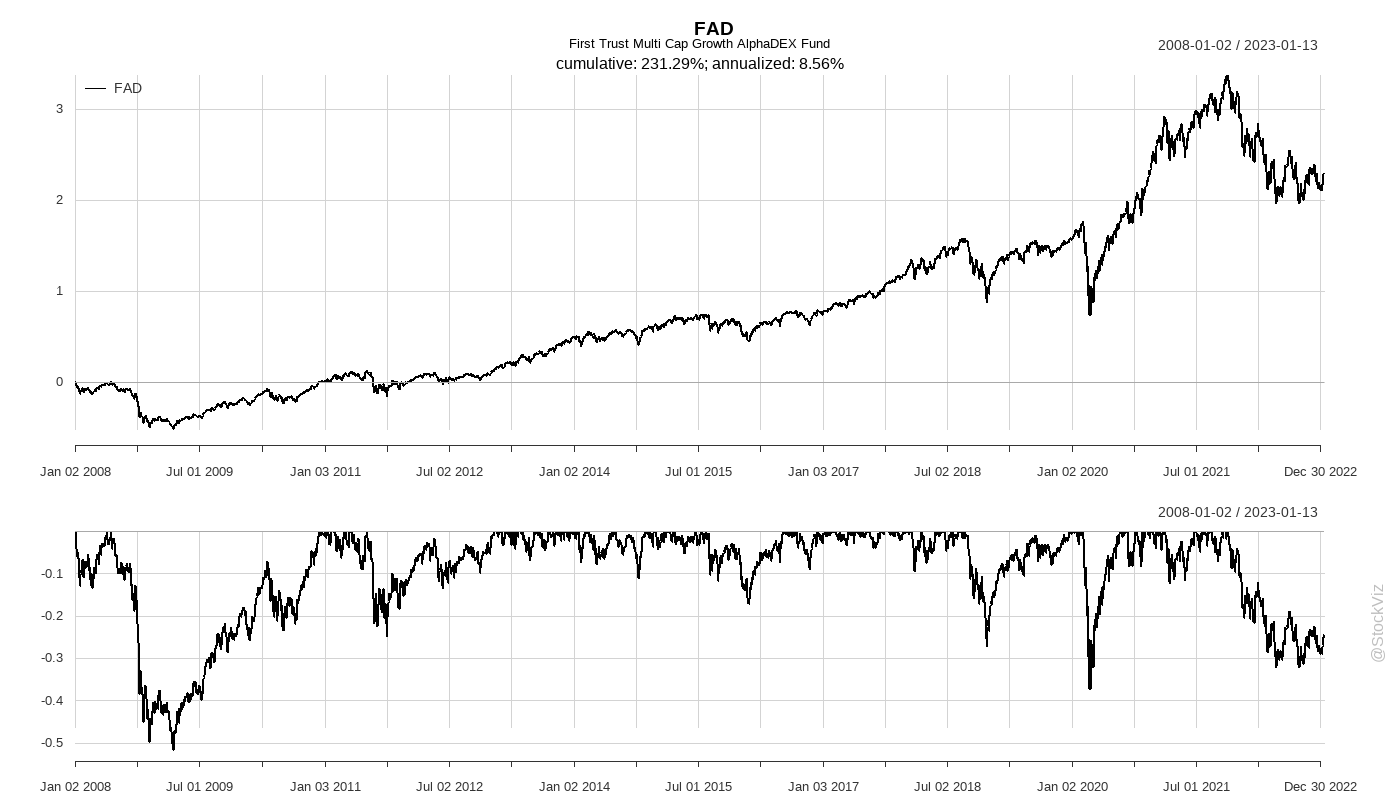 FAD
First Trust Multi Cap Growth AlphaDEX Fund
2008-01-02 / 2023-01-13
cumulative: 231.29%; annualized: 8.56%
FAD
3
2
1
0
Jan 02 2008 Jul 01 2009 Jan 03 2011 Jul 02 2012 Jan 02 2014 Jul 01 2015 Jan 03 2017 Jul 02 2018 Jan 02 2020 Jul 01 2021 Dec 30 2022
2008-01-02 / 2023-01-13
-0.1
-0.2
-0.3
-0.4
-0.5
Jan 02 2008 Jul 01 2009 Jan 03 2011 Jul 02 2012 Jan 02 2014 Jul 01 2015 Jan 03 2017 Jul 02 2018 Jan 02 2020 Jul 01 2021 Dec 30 2022
@StockViz